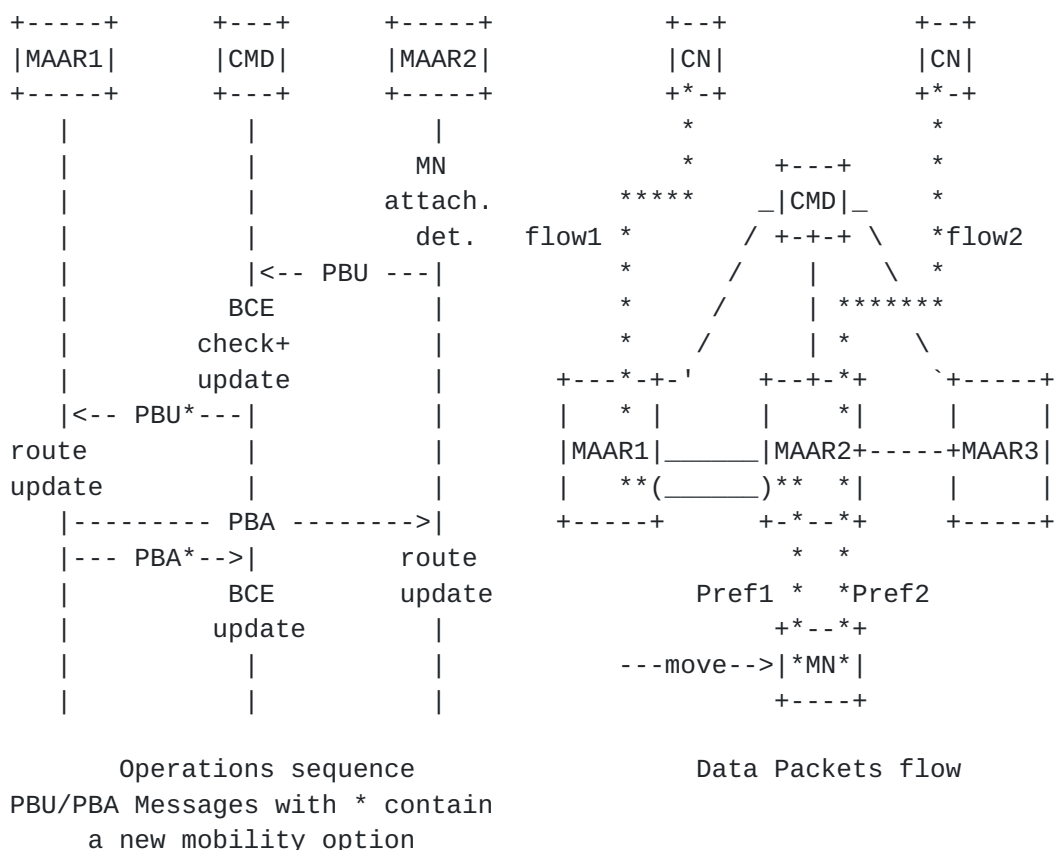 +-----+      +---+      +-----+            +--+            +--+
|MAAR1|      |CMD|      |MAAR2|            |CN|            |CN|
+-----+      +---+      +-----+            +*-+            +*-+
   |           |           |               *               *
   |           |          MN               *     +---+     *
   |           |        attach.        *****    _|CMD|_    *
   |           |          det.   flow1 *       / +-+-+ \   *flow2
   |           |<-- PBU ---|           *      /    |    \  *
   |          BCE          |           *     /     | *******
   |        check+         |           *    /      | *    \
   |        update         |       +---*-+-'    +--+-*+    `+-----+
   |<-- PBU*---|           |       |   * |      |    *|     |     |
route          |           |       |MAAR1|______|MAAR2+-----+MAAR3|
update         |           |       |   **(______)**  *|     |     |
   |--------- PBA -------->|       +-----+      +-*--*+     +-----+
   |--- PBA*-->|         route                    *  *
   |          BCE        update             Pref1 *  *Pref2
   |         update        |                     +*--*+
   |           |           |           ---move-->|*MN*|
   |           |           |                     +----+
Operations sequence                  Data Packets flow
PBU/PBA Messages with * contain
a new mobility option